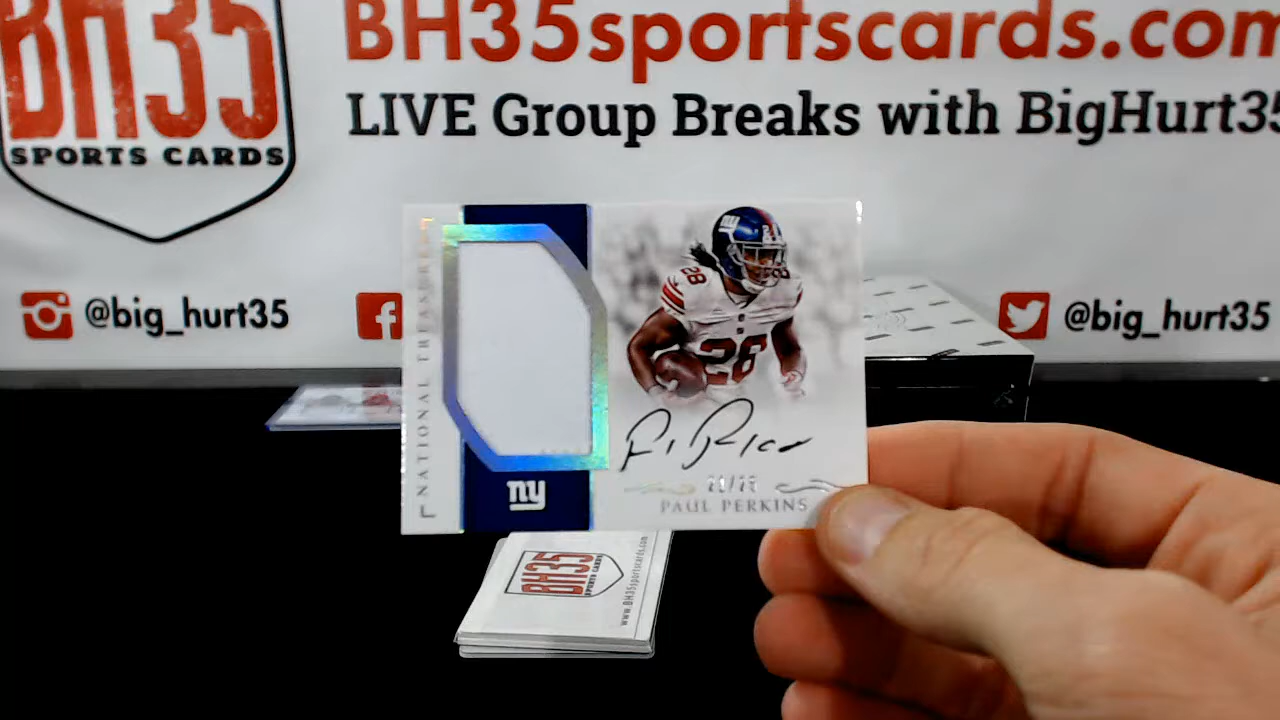 BH35
SPORTS CARDS
BH35sportscards.com
LIVE Group Breaks with BigHurt35
@big_hurt35
@big_hurt35
NATIONAL TREASURES
ny
28
28
PAUL PERKINS
BH35
SPORTS CARDS
www.BH35sportscards.com